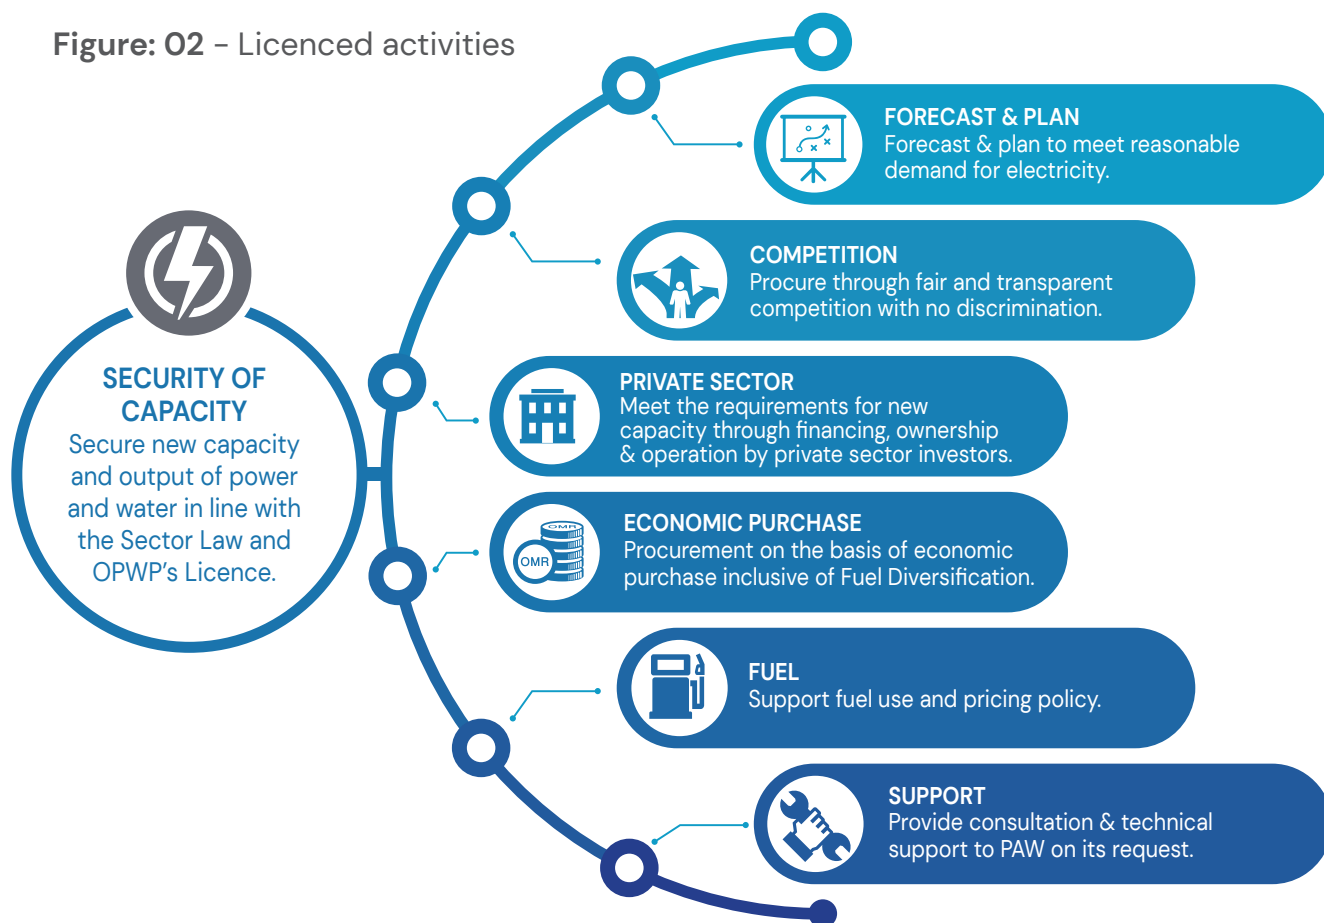 Figure: 02 - Licenced activities
SECURITY OF
CAPACITY
Secure new capacity
and output of power
and water in line with
the Sector Law and
OPWP's Licence.
FORECAST & PLAN
Forecast & plan to meet reasonable
demand for electricity.
COMPETITION
Procure through fair and transparent
competition with no discrimination.
PRIVATE SECTOR
Meet the requirements for new
capacity through financing, ownership
& operation by private sector investors.
OMR
OMR
ECONOMIC PURCHASE
Procurement on the basis of economic
purchase inclusive of Fuel Diversification.
FUEL
Support fuel use and pricing policy.
SUPPORT
Provide consultation & technical
support to PAW on its request.